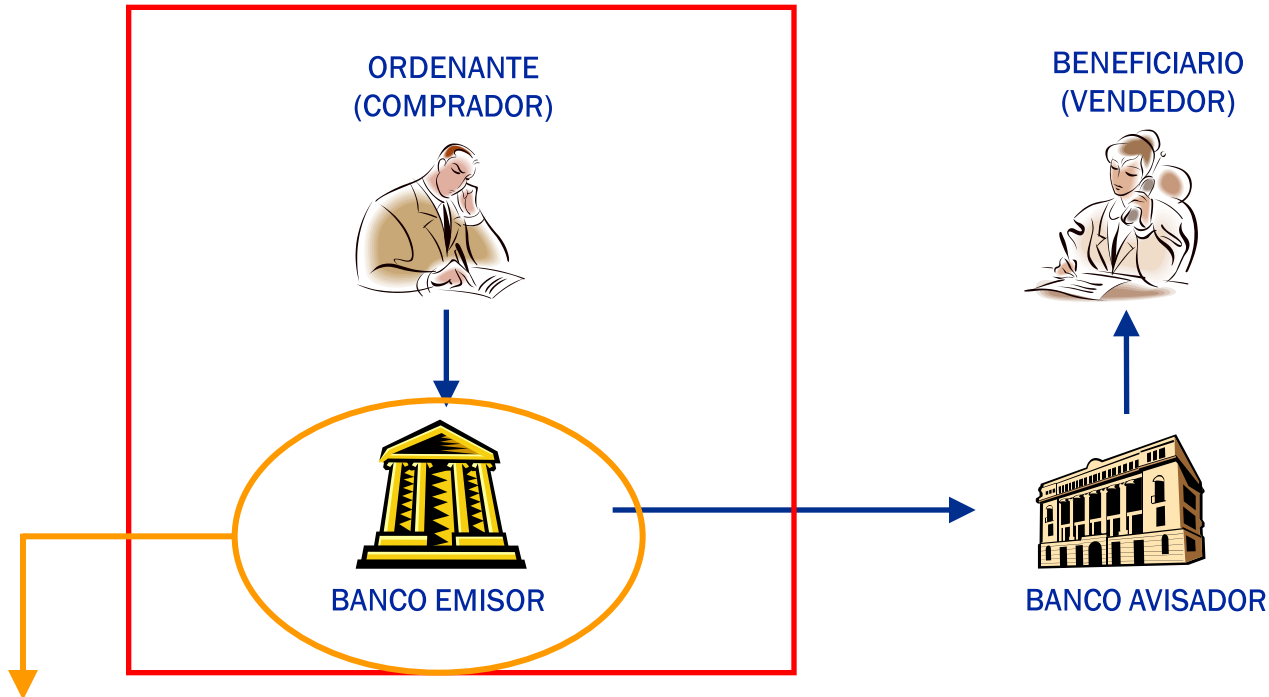 ORDENANTE
(COMPRADOR)
BENEFICIARIO
(VENDEDOR)
BANCO EMISOR
BANCO AVISADOR